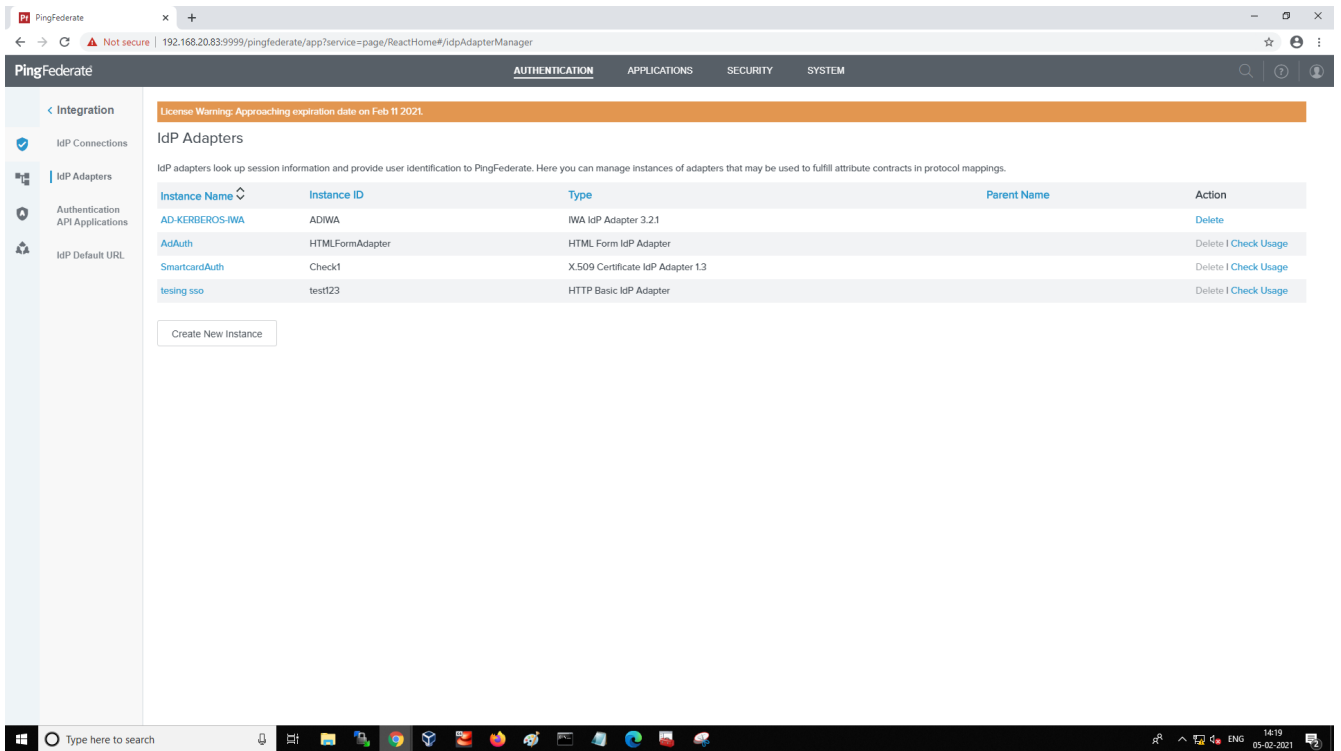 Pr PingFederate
Not secure | 192.168.20.83:9999/pingfederate/app?service=page/ReactHome#/idpAdapterManager
PingFederate AUTHENTICATION APPLICATIONS SECURITY SYSTEM
Integration
IdP Connections
IdP Adapters
Authentication
API Applications
IdP Default URL
License Warning: Approaching expiration date on Feb 11 2021.
IdP Adapters
IdP adapters look up session information and provide user identification to PingFederate. Here you can manage instances of adapters that may be used to fulfill attribute contracts in protocol mappings.
Instance Name Instance ID Type Parent Name Action
AD-KERBEROS-IWA ADIWA IWA IdP Adapter 3.2.1 Delete
AdAuth HTMLFormAdapter HTML Form IdP Adapter Delete | Check Usage
SmartcardAuth Check1 X.509 Certificate IdP Adapter 1.3 Delete | Check Usage
tesing sso test123 HTTP Basic IdP Adapter Delete | Check Usage
Create New Instance
Type here to search
ENG
14:19
05-02-2021
2